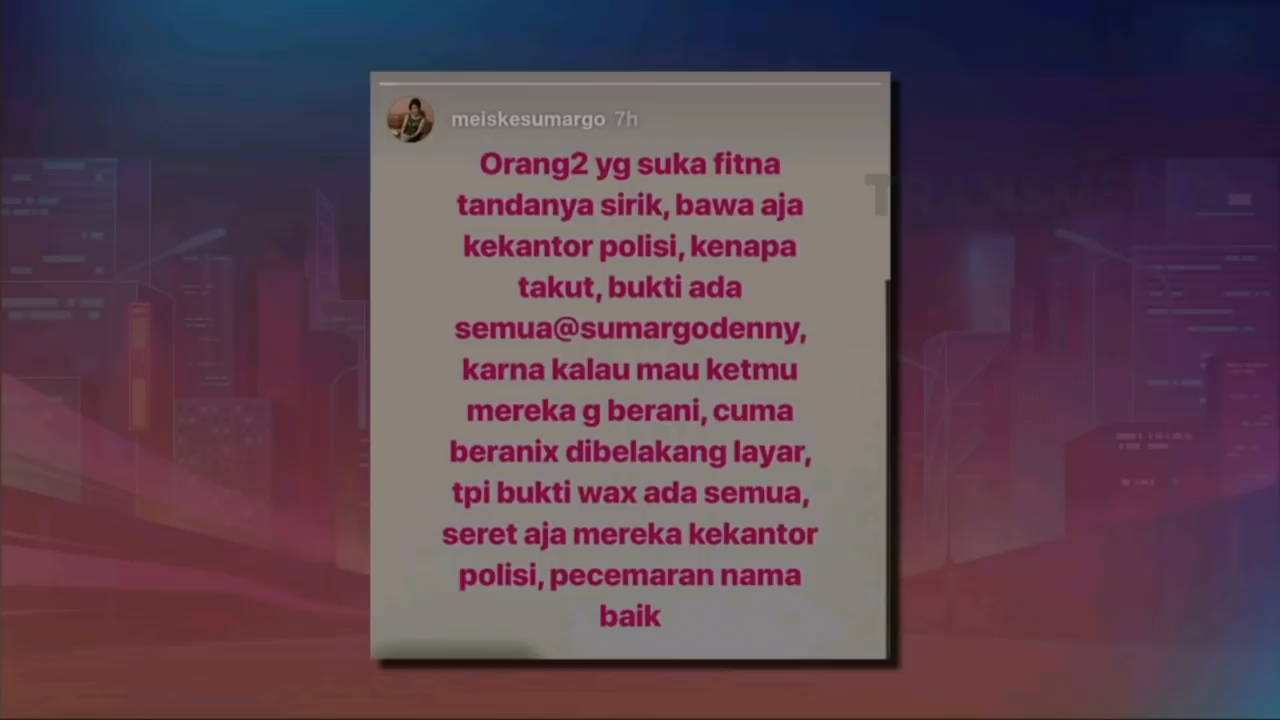 meiskesumargo 7h
Orang2 yg suka fitna
tandanya sirik, bawa aja
kekantor polisi, kenapa
takut, bukti ada
semua@sumargodenny,
karna kalau mau ketmu
mereka g berani, cuma
beranix dibelakang layar,
tpi bukti wax ada semua,
seret aja mereka kekantor
polisi, pecemaran nama
baik